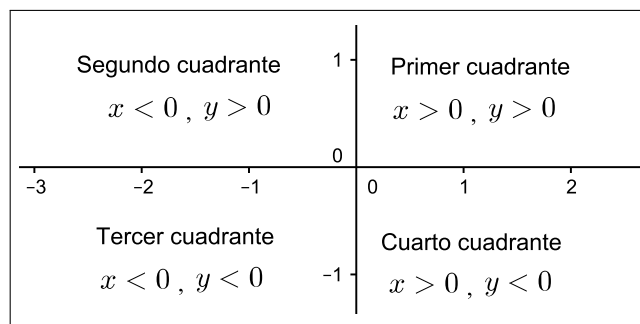 Segundo cuadrante
x < 0 , y > 0
1
Primer cuadrante
x > 0 , y > 0
0
−3
−2
−1
0
1
2
Tercer cuadrante
x < 0 , y < 0
−1
Cuarto cuadrante
x > 0 , y < 0